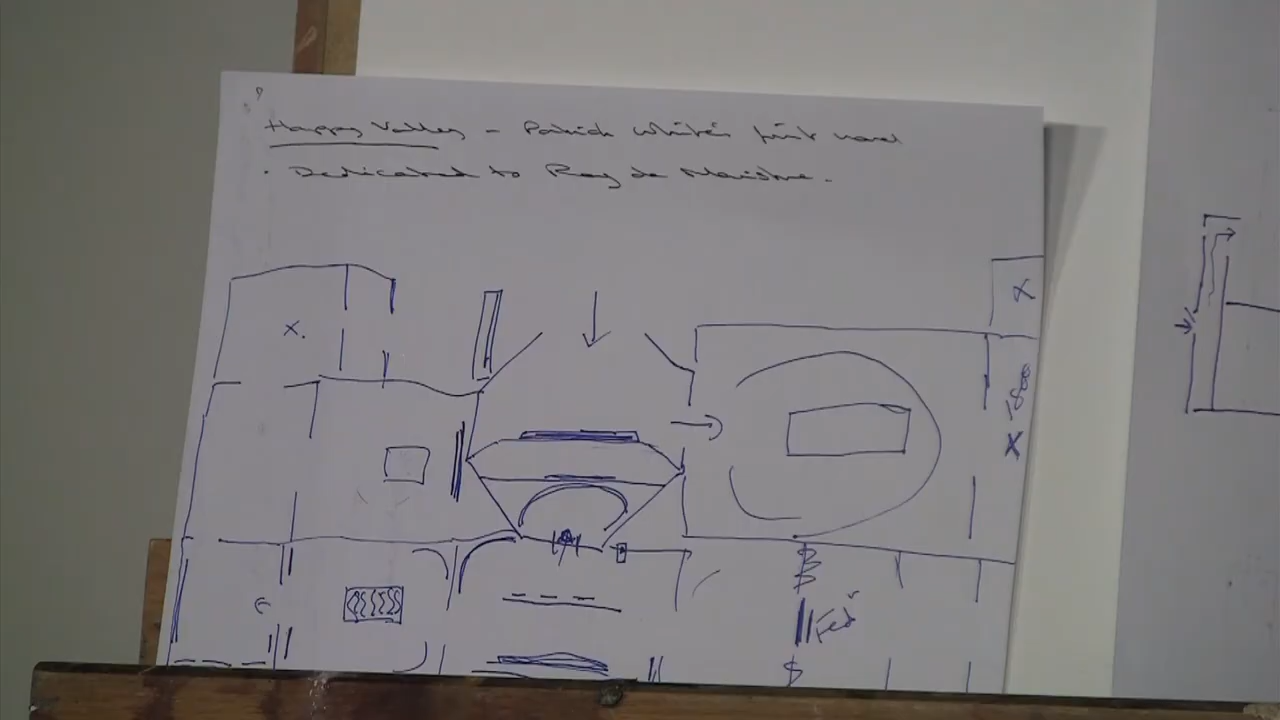 Happy Valley - Patrick White's first novel
• Dedicated to Roy de Maistre.
x.
X
X